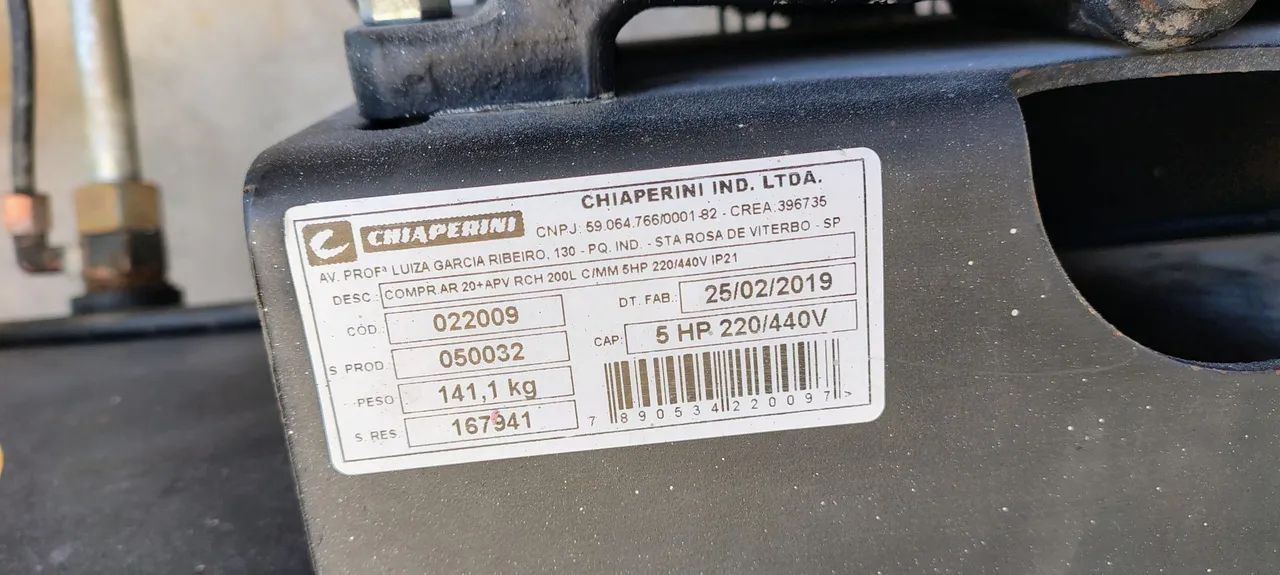 CHIAPERINI
CHIAPERINI IND. LTDA.
CNPJ: 59.064.766/0001-82 - CREA.396735
AV. PROFª LUIZA GARCIA RIBEIRO, 130 - PQ. IND. - STA ROSA DE VITERBO - SP
DESC.: COMPR.AR 20+APV RCH 200L C/MM 5HP 220/440V IP21
CÓD.: 022009 DT. FAB.: 25/02/2019
S PROD. 050032 CAP: 5 HP 220/440V
PESO 141,1 kg
S. RES. 167941
7 890534 220097 >